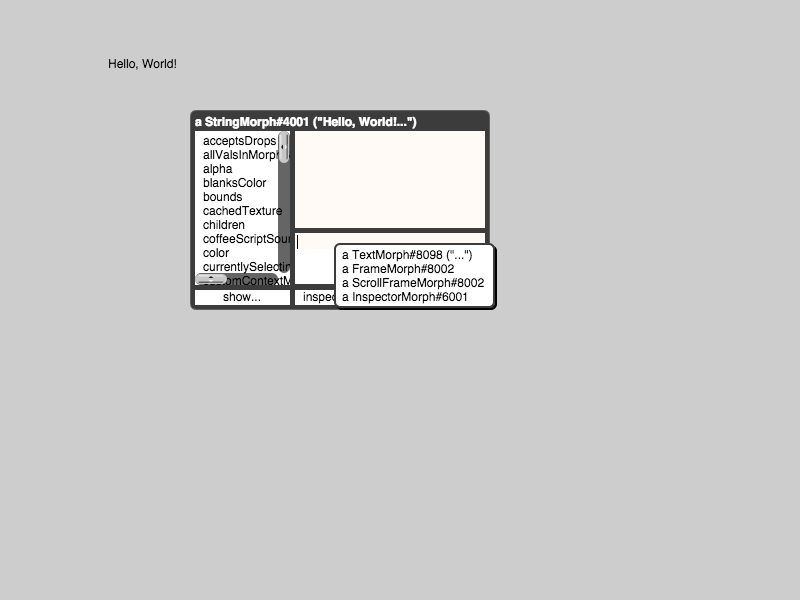 Hello, World!
a StringMorph#4001 ("Hello, World!...")
acceptsDrops
allValsInMorph
alpha
blanksColor
bounds
cachedTexture
children
coffeeScriptSour
color
currentlySelectin
omContextM
show...
inspec
a TextMorph#8098 ("...")
a FrameMorph#8002
a ScrollFrameMorph#8002
a InspectorMorph#6001